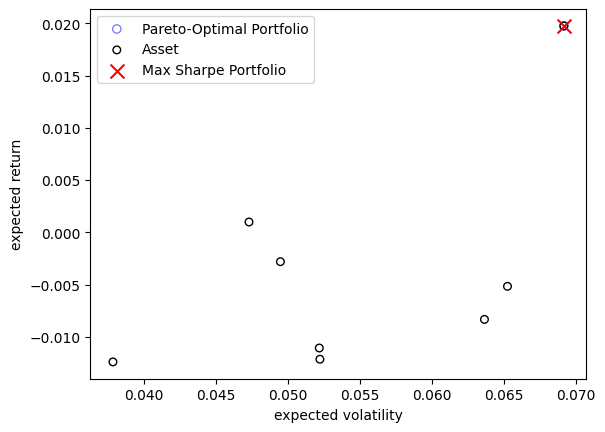 Pareto-Optimal Portfolio
Asset
Max Sharpe Portfolio
0.020
0.015
0.010
0.005
0.000
−0.005
−0.010
expected return
0.040 0.045 0.050 0.055 0.060 0.065 0.070
expected volatility